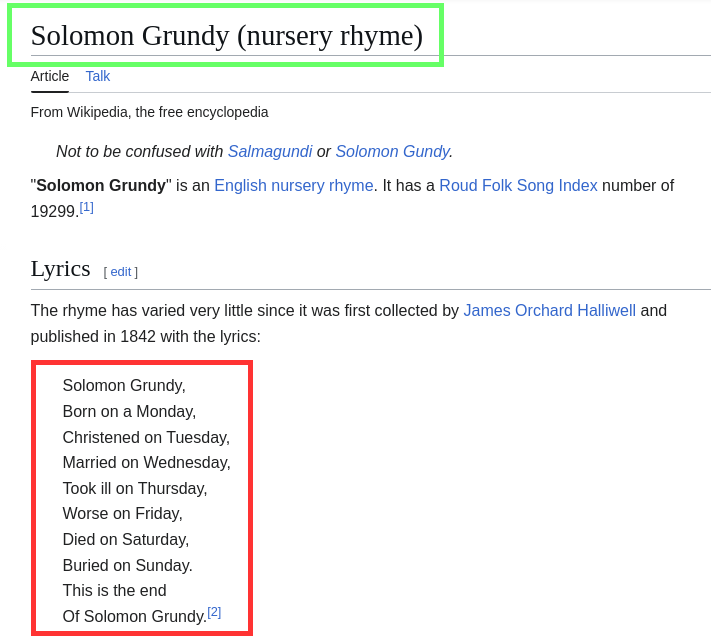 Solomon Grundy (nursery rhyme)
Article Talk
From Wikipedia, the free encyclopedia
Not to be confused with Salmagundi or Solomon Gundy.
"Solomon Grundy" is an English nursery rhyme. It has a Roud Folk Song Index number of
19299.[1]
Lyrics [ edit ]
The rhyme has varied very little since it was first collected by James Orchard Halliwell and
published in 1842 with the lyrics:
Solomon Grundy,
Born on a Monday,
Christened on Tuesday,
Married on Wednesday,
Took ill on Thursday,
Worse on Friday,
Died on Saturday,
Buried on Sunday.
This is the end
Of Solomon Grundy.[2]